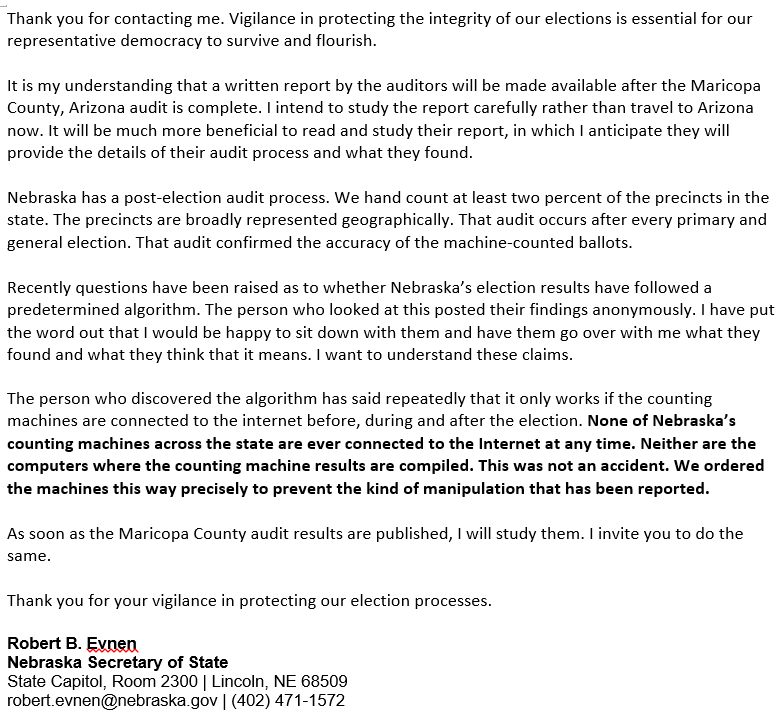 Thank you for contacting me. Vigilance in protecting the integrity of our elections is essential for our
representative democracy to survive and flourish.
It is my understanding that a written report by the auditors will be made available after the Maricopa
County, Arizona audit is complete. I intend to study the report carefully rather than travel to Arizona
now. It will be much more beneficial to read and study their report, in which I anticipate they will
provide the details of their audit process and what they found.
Nebraska has a post-election audit process. We hand count at least two percent of the precincts in the
state. The precincts are broadly represented geographically. That audit occurs after every primary and
general election. That audit confirmed the accuracy of the machine-counted ballots.
Recently questions have been raised as to whether Nebraska’s election results have followed a
predetermined algorithm. The person who looked at this posted their findings anonymously. I have put
the word out that I would be happy to sit down with them and have them go over with me what they
found and what they think that it means. I want to understand these claims.
The person who discovered the algorithm has said repeatedly that it only works if the counting
machines are connected to the internet before, during and after the election. None of Nebraska’s
counting machines across the state are ever connected to the Internet at any time. Neither are the
computers where the counting machine results are compiled. This was not an accident. We ordered
the machines this way precisely to prevent the kind of manipulation that has been reported.
As soon as the Maricopa County audit results are published, I will study them. I invite you to do the
same.
Thank you for your vigilance in protecting our election processes.
Robert B. Evnen
Nebraska Secretary of State
State Capitol, Room 2300 | Lincoln, NE 68509
robert.evnen@nebraska.gov | (402) 471-1572